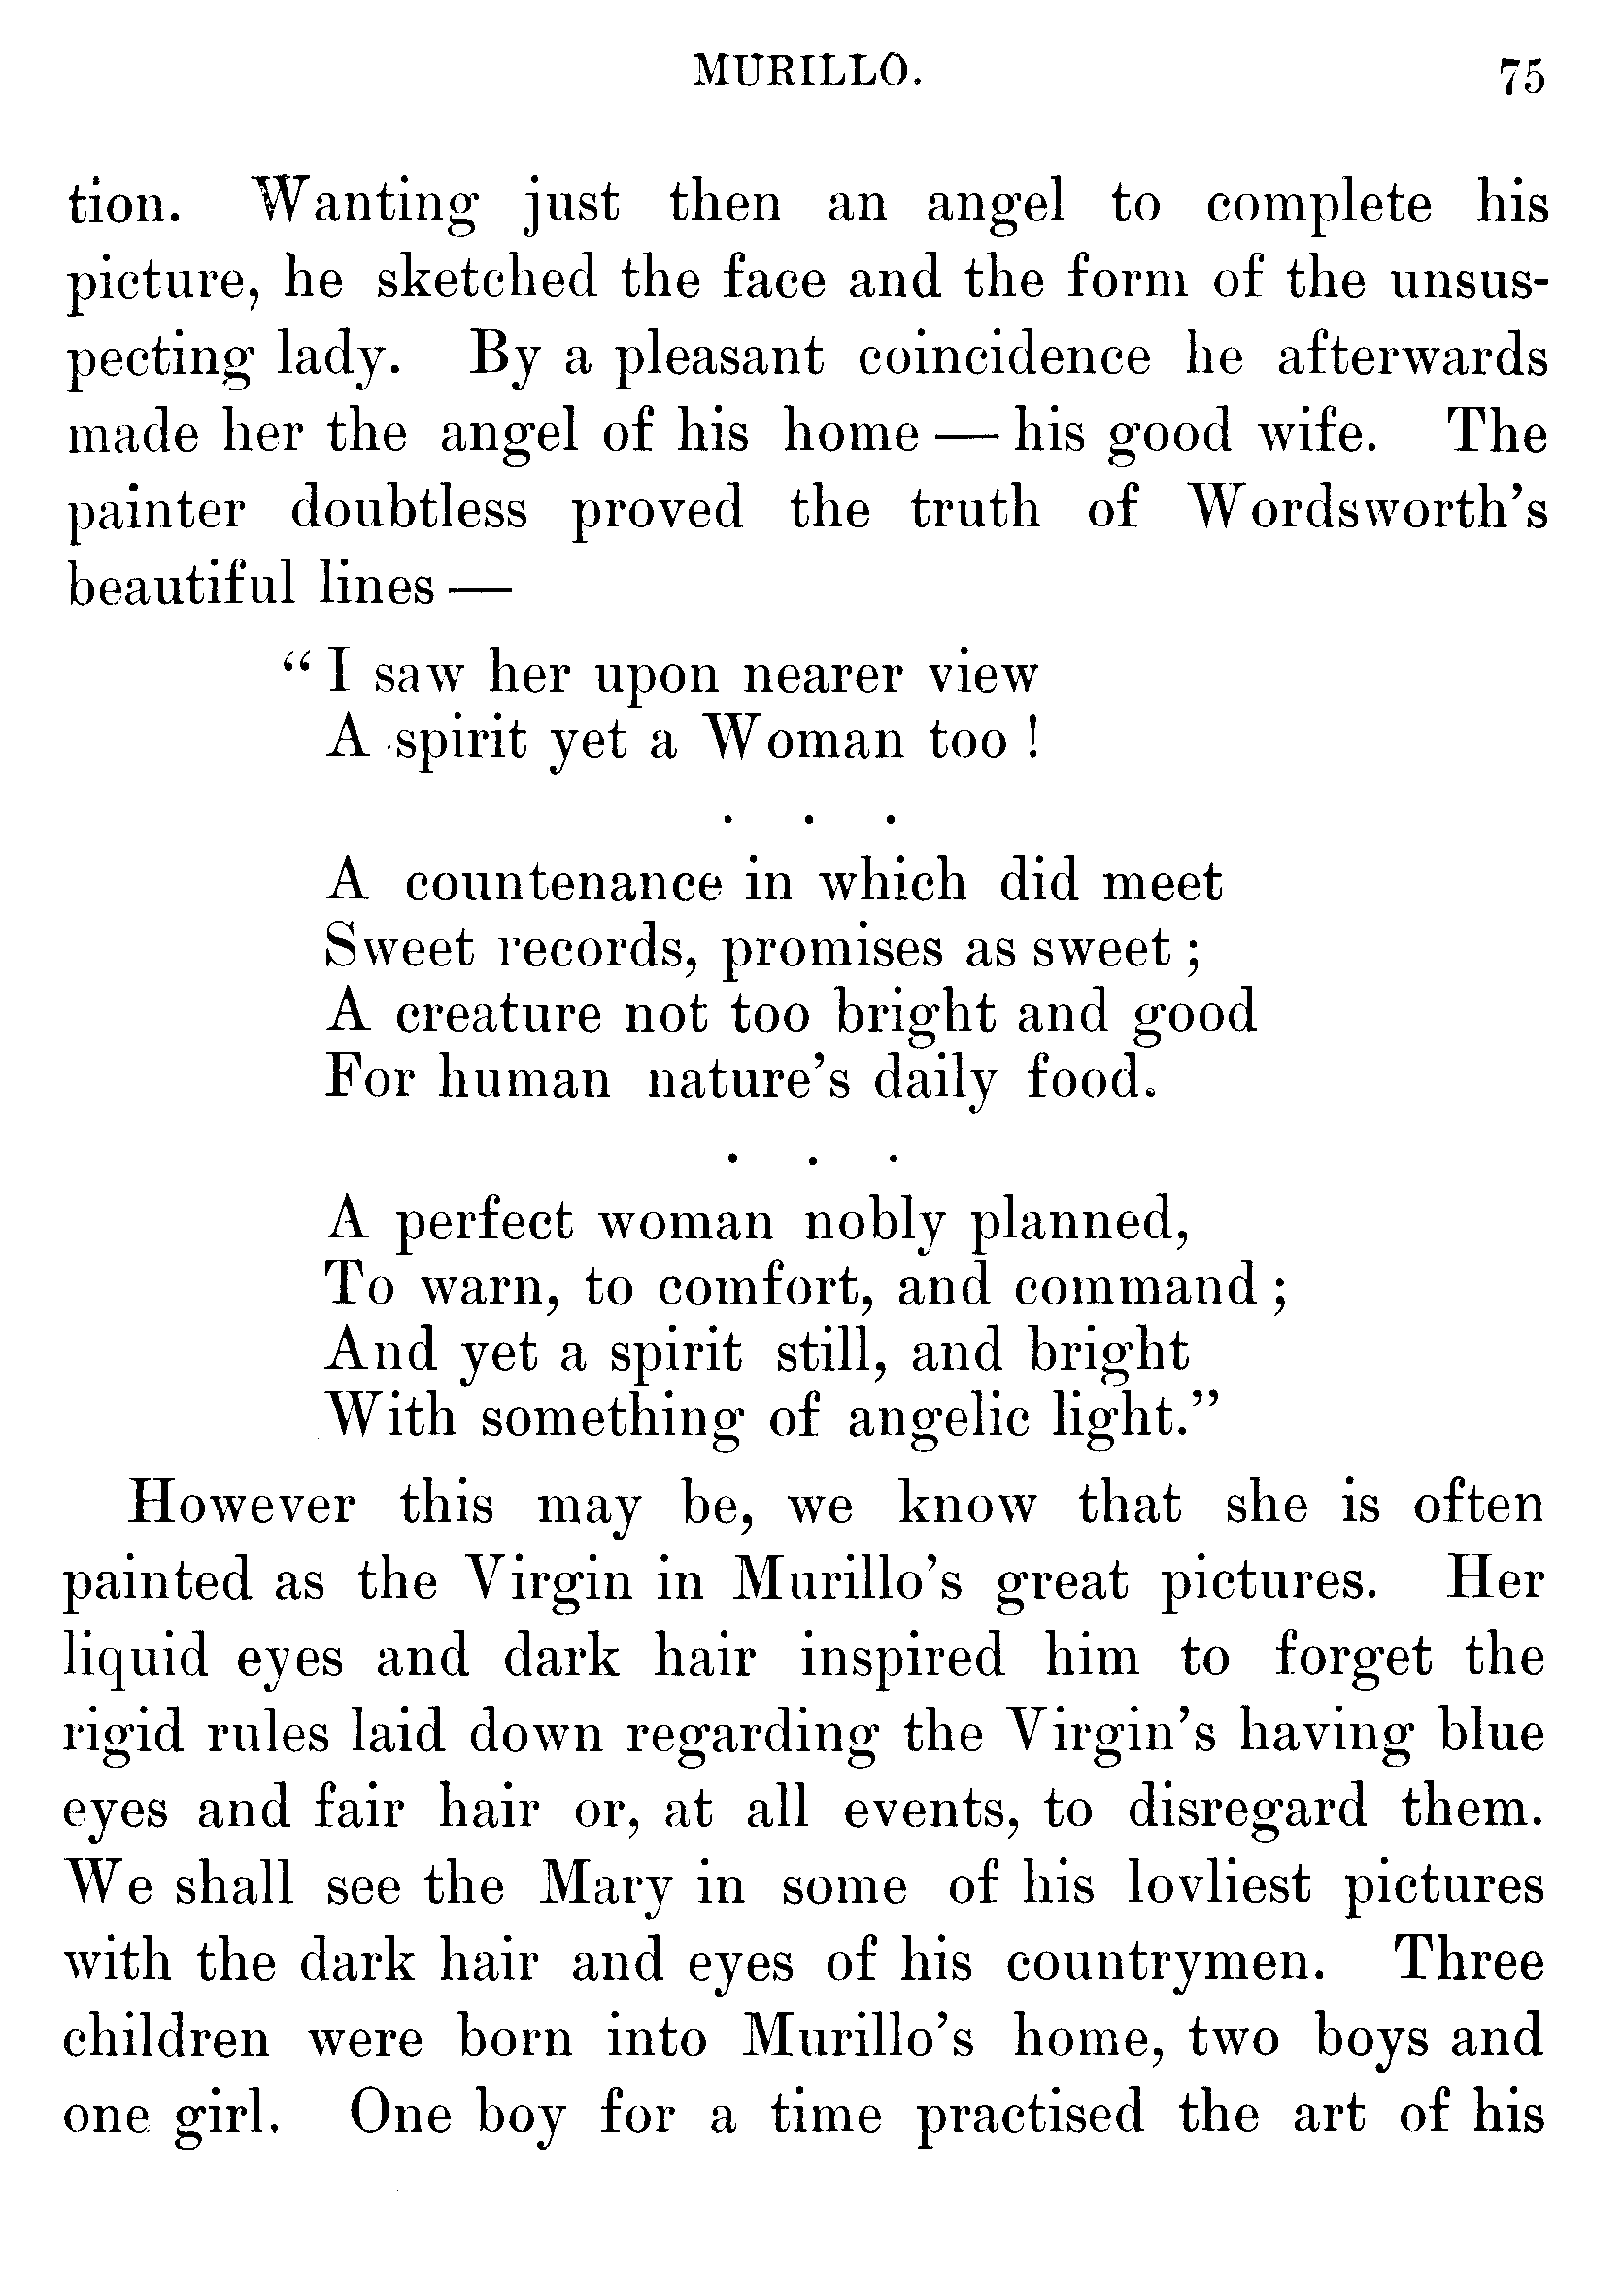 MURILLO. 75
tion. Wanting just then an angel to complete his
picture, he sketched the face and the form of the unsus-
pecting lady. By a pleasant coincidence he afterwards
made her the angel of his home — his good wife. The
painter doubtless proved the truth of Wordsworth's
beautiful lines —
“ I saw her upon nearer view
A spirit yet a Woman too !
. . .
A countenance in which did meet
Sweet records, promises as sweet ;
A creature not too bright and good
For human nature's daily food.
. . .
A perfect woman nobly planned,
To warn, to comfort, and command ;
And yet a spirit still, and bright
With something of angelic light.”
However this may be, we know that she is often
painted as the Virgin in Murillo's great pictures. Her
liquid eyes and dark hair inspired him to forget the
rigid rules laid down regarding the Virgin's having blue
eyes and fair hair or, at all events, to disregard them.
We shall see the Mary in some of his lovliest pictures
with the dark hair and eyes of his countrymen. Three
children were born into Murillo's home, two boys and
one girl. One boy for a time practised the art of his